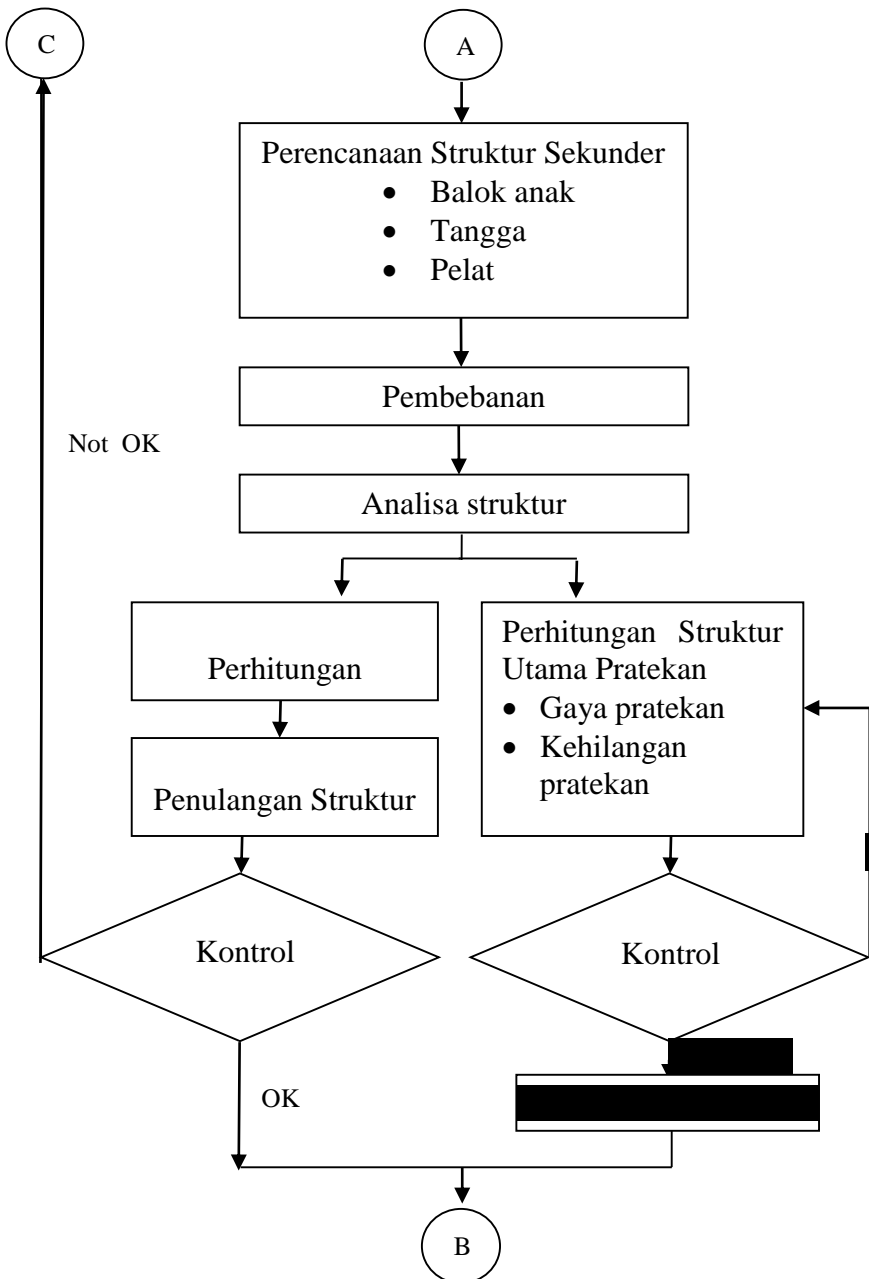 C
A
Perencanaan Struktur Sekunder
• Balok anak
• Tangga
• Pelat
Pembebanan
Not OK
Analisa struktur
Perhitungan
Penulangan Struktur
Perhitungan Struktur
Utama Pratekan
• Gaya pratekan
• Kehilangan
pratekan
Kontrol
Kontrol
OK
B